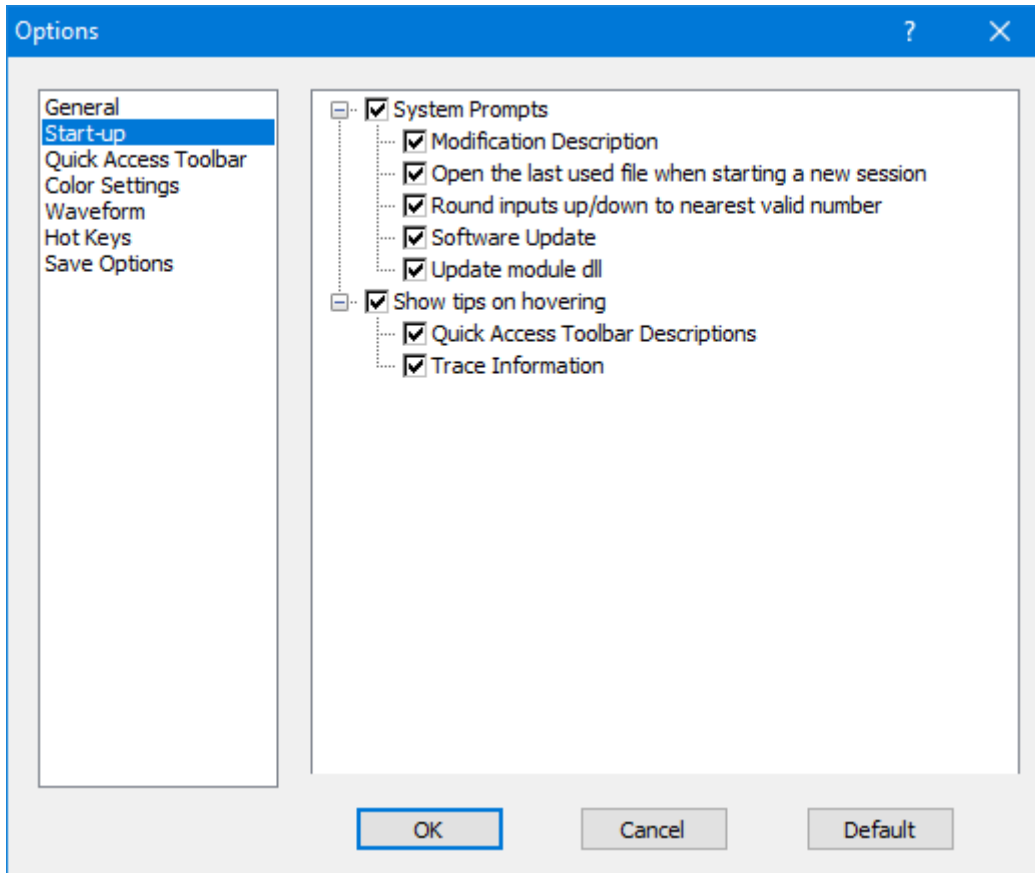 Options
General
Start-up
Quick Access Toolbar
Color Settings
Waveform
Hot Keys
Save Options
System Prompts
Modification Description
Open the last used file when starting a new session
Round inputs up/down to nearest valid number
Software Update
Update module dll
Show tips on hovering
Quick Access Toolbar Descriptions
Trace Information
OK Cancel Default